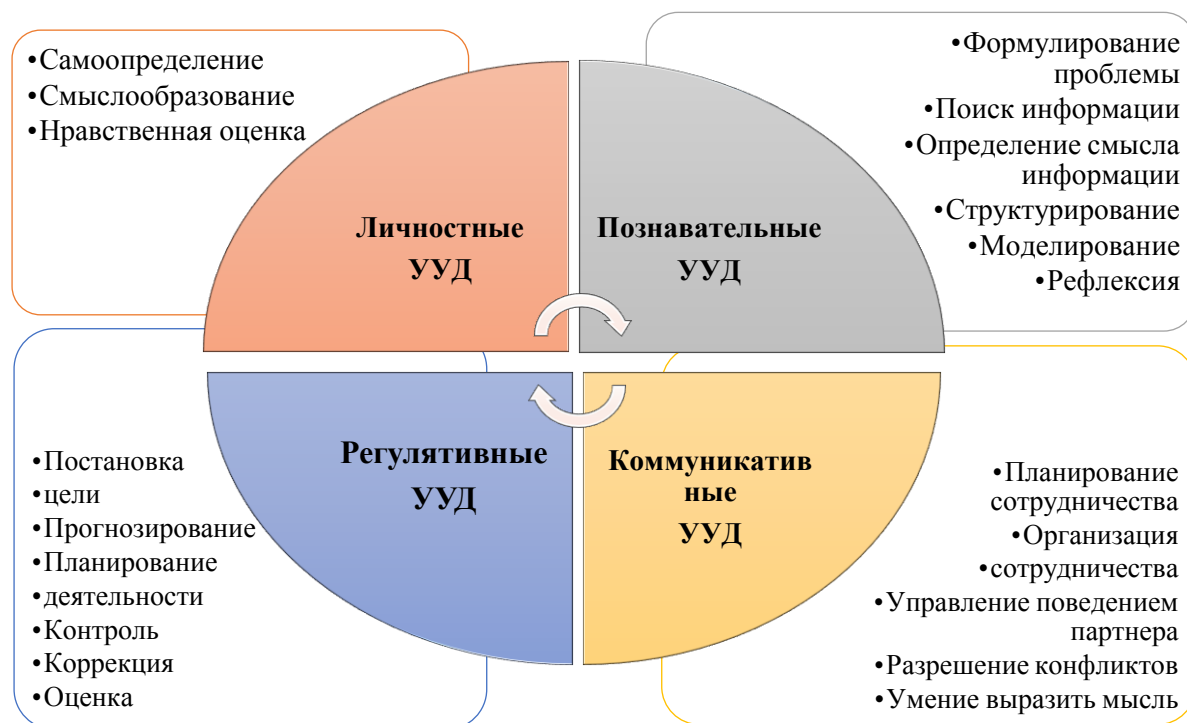 •Самоопределение
•Смыслообразование
•Нравственная оценка
•Формулирование
проблемы
•Поиск информации
•Определение смысла
информации
•Структурирование
•Моделирование
•Рефлексия
Личностные
УУД
Познавательные
УУД
Регулятивные
УУД
Коммуникатив
ные
УУД
•Постановка
•цели
•Прогнозирование
•Планирование
•деятельности
•Контроль
•Коррекция
•Оценка
•Планирование
сотрудничества
•Организация
•сотрудничества
•Управление поведением
партнера
•Разрешение конфликтов
•Умение выразить мысль